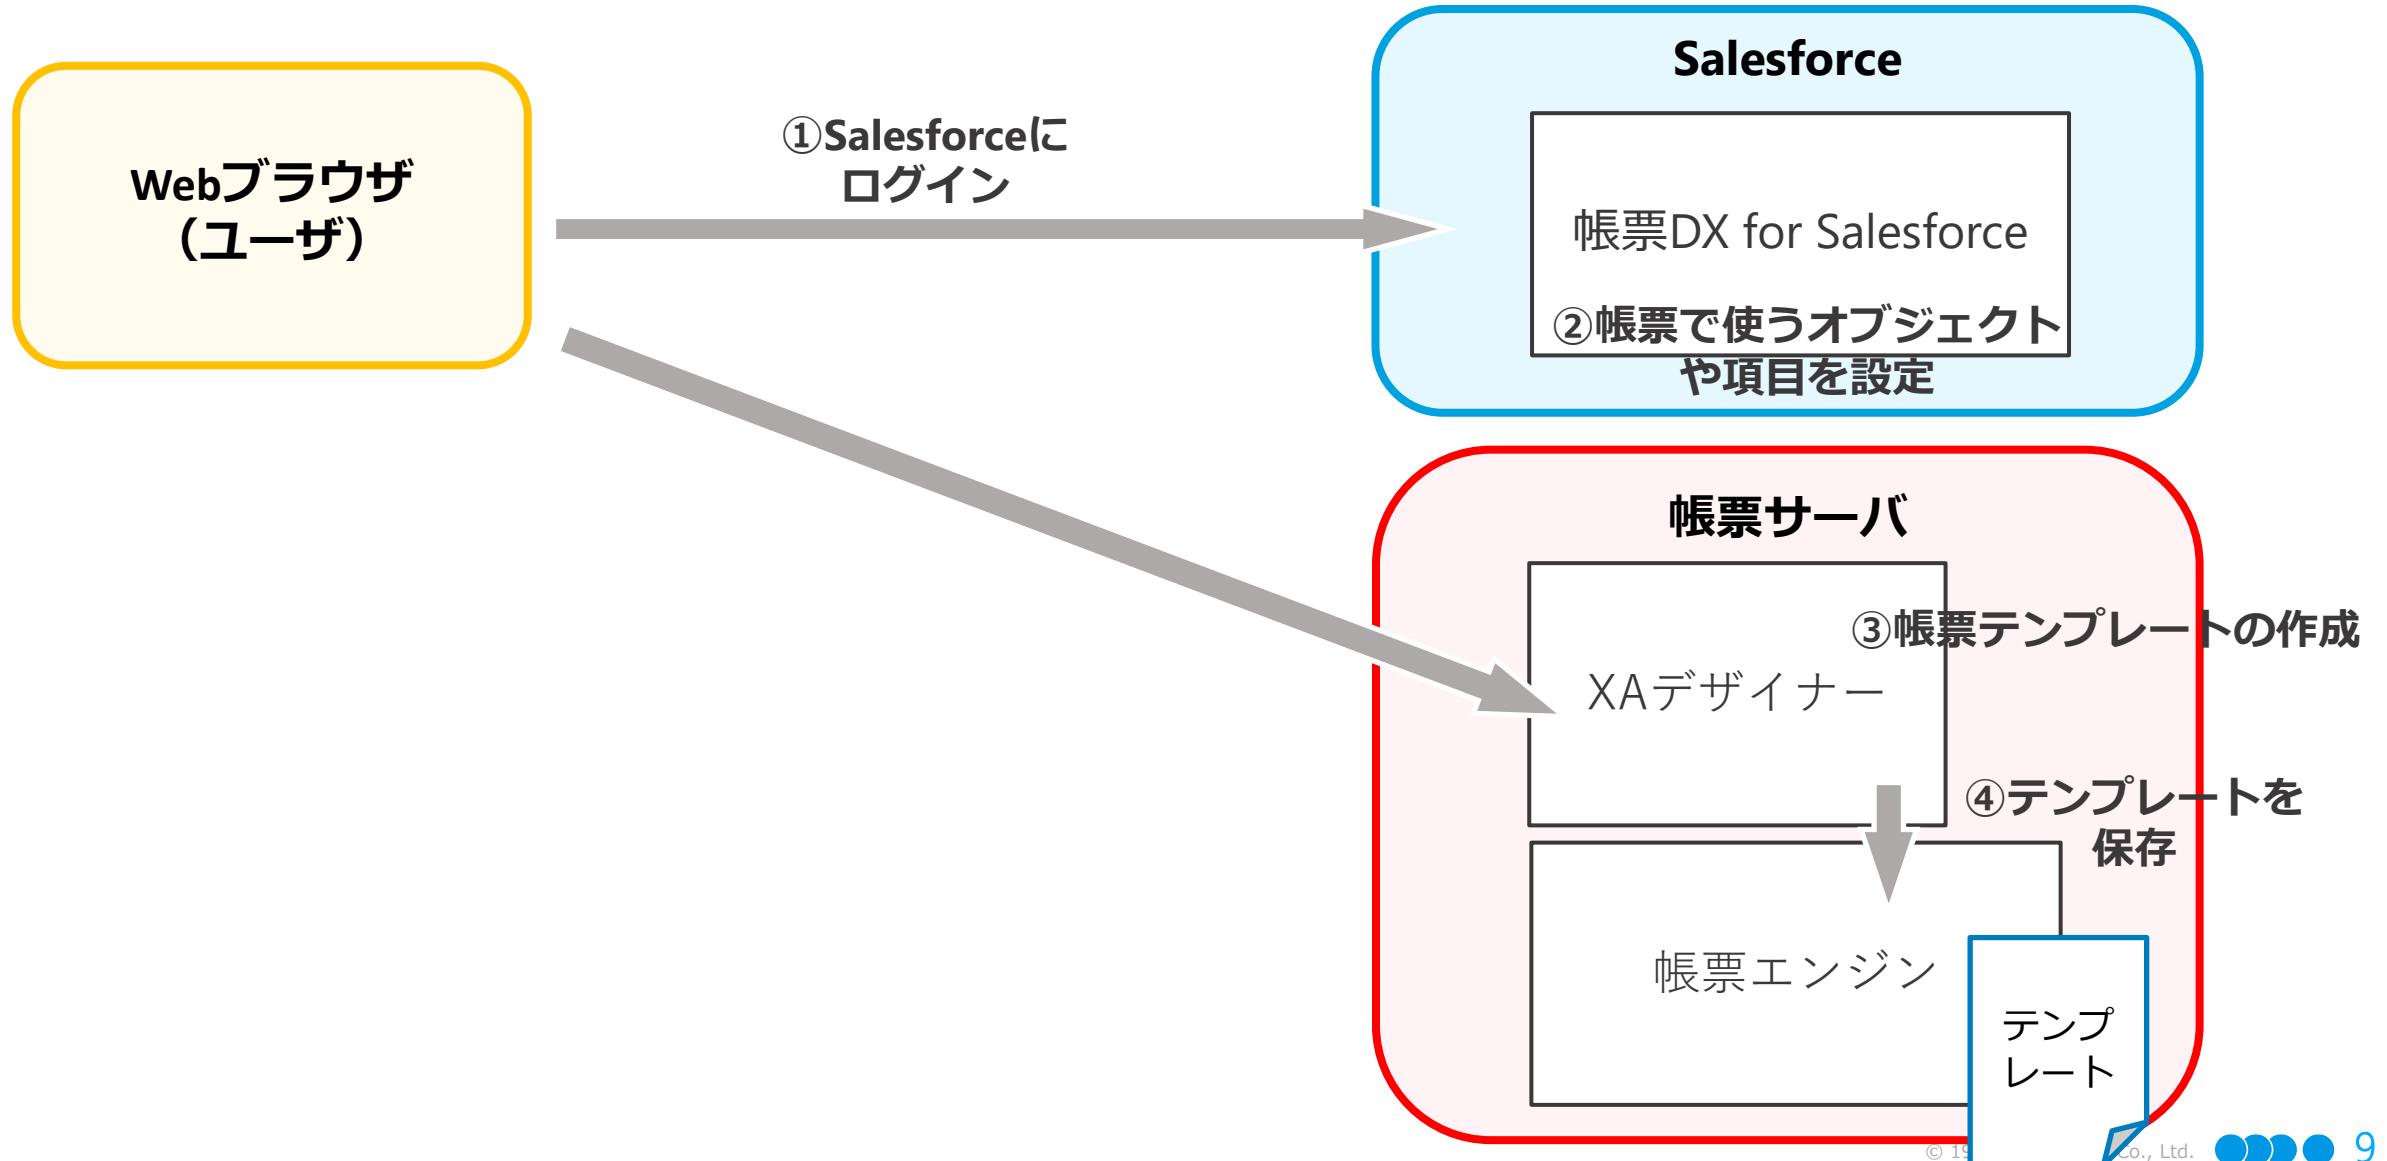 Salesforce
Webブラウザ
（ユーザ）
①Salesforceに
ログイン
帳票DX for Salesforce
②帳票で使うオブジェクト
や項目を設定
帳票サーバ
③帳票テンプレートの作成
XAデザイナー
④テンプレートを
保存
帳票エンジン
テンプ
レート
© 19
Co., Ltd.
9